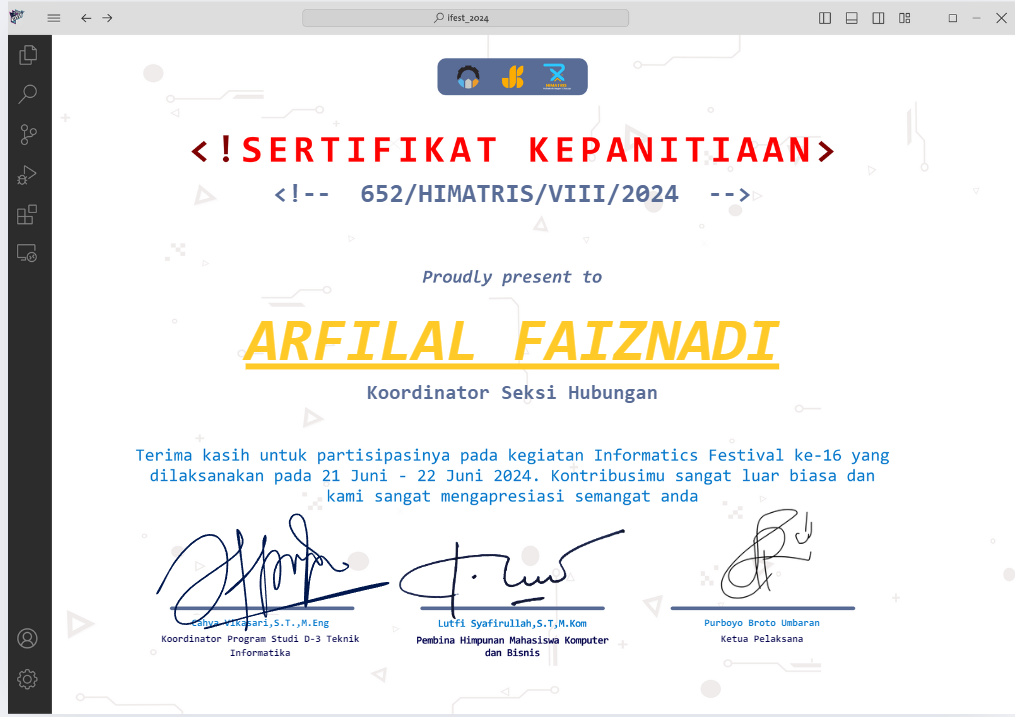 ifest_2024
<!SERTIFIKAT KEPANITIAAN>
<!-- 652/HIMATRIS/VIII/2024 -->
Proudly present to
ARFILAL FAIZNADI
Koordinator Seksi Hubungan
Terima kasih untuk partisipasinya pada kegiatan Informatics Festival ke-16 yang
dilaksanakan pada 21 Juni - 22 Juni 2024. Kontribusimu sangat luar biasa dan
kami sangat mengapresiasi semangat anda
Cahya Vikasari,S.T.,M.Eng
Koordinator Program Studi D-3 Teknik
Informatika
Lutfi Syafirullah,S.T,M.Kom
Pembina Himpunan Mahasiswa Komputer
dan Bisnis
Purboyo Broto Umbaran
Ketua Pelaksana